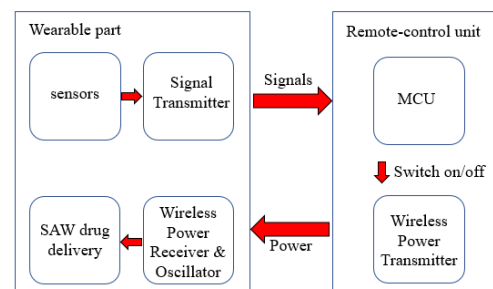 Wearable part
Remote-control unit
sensors
Signal
Transmitter
Signals
MCU
Switch on/off
SAW drug
delivery
Wireless
Power
Receiver &
Oscillator
Power
Wireless
Power
Transmitter